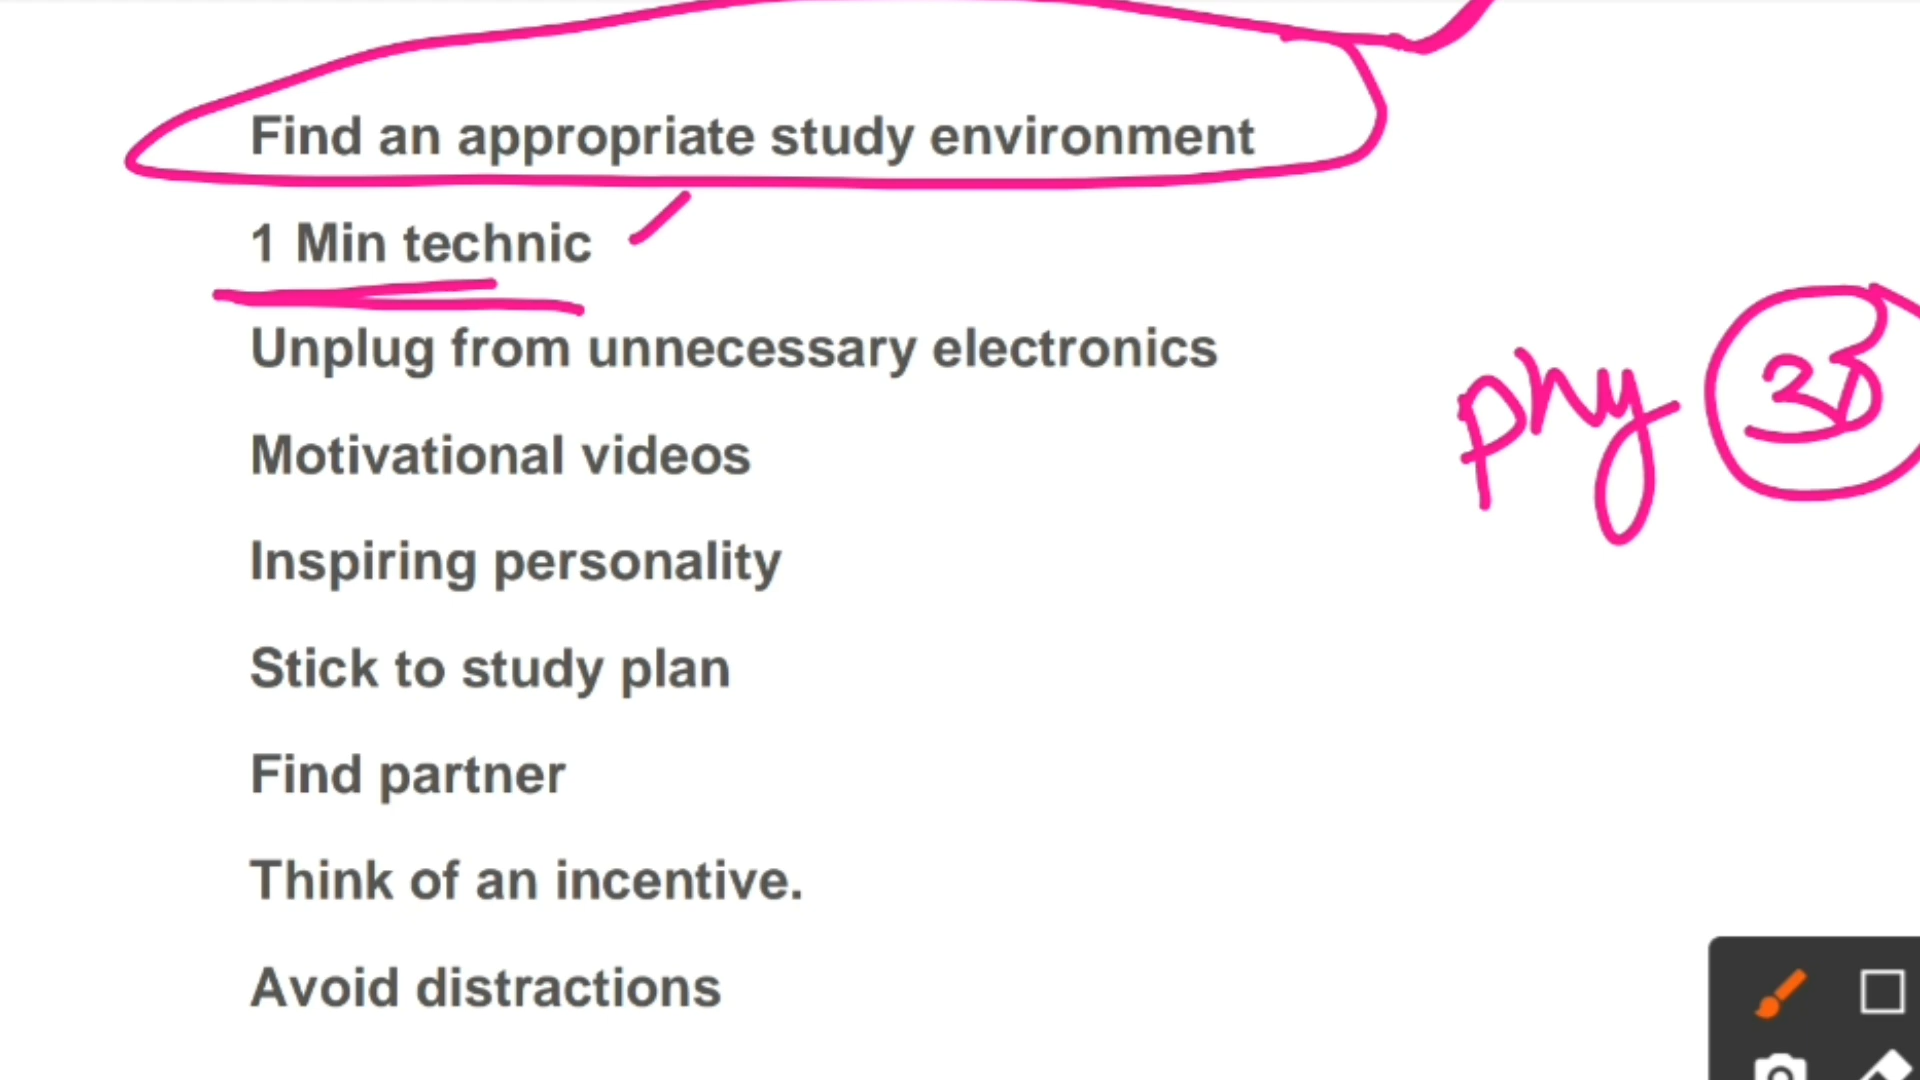 Find an appropriate study environment
1 Min technic
Unplug from unnecessary electronics
phy
Motivational videos
Inspiring personality
Stick to study plan
Find partner
Think of an incentive.
Avoid distractions